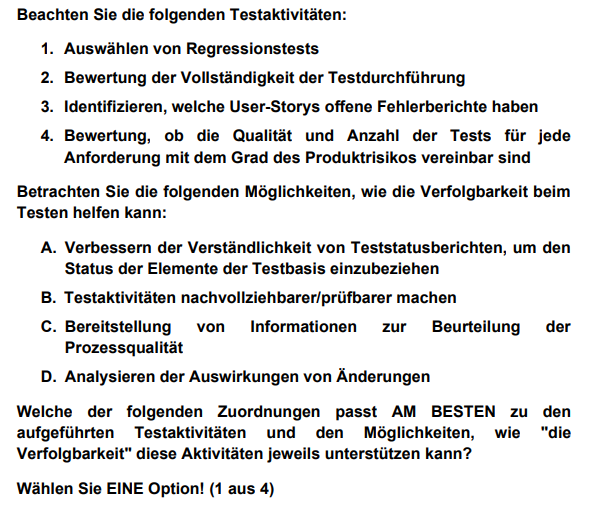 Beachten Sie die folgenden Testaktivitäten:
1. Auswählen von Regressionstests
2. Bewertung der Vollständigkeit der Testdurchführung
3. Identifizieren, welche User-Storys offene Fehlerberichte haben
4. Bewertung, ob die Qualität und Anzahl der Tests für jede
Anforderung mit dem Grad des Produktrisikos vereinbar sind
Betrachten Sie die folgenden Möglichkeiten, wie die Verfolgbarkeit beim
Testen helfen kann:
A. Verbessern der Verständlichkeit von Teststatusberichten, um den
Status der Elemente der Testbasis einzubeziehen
B. Testaktivitäten nachvollziehbarer/prüfbarer machen
C. Bereitstellung von Informationen zur Beurteilung der
Prozessqualität
D. Analysieren der Auswirkungen von Änderungen
Welche der folgenden Zuordnungen passt AM BESTEN zu den
aufgeführten Testaktivitäten und den Möglichkeiten, wie "die
Verfolgbarkeit" diese Aktivitäten jeweils unterstützen kann?
Wählen Sie EINE Option! (1 aus 4)